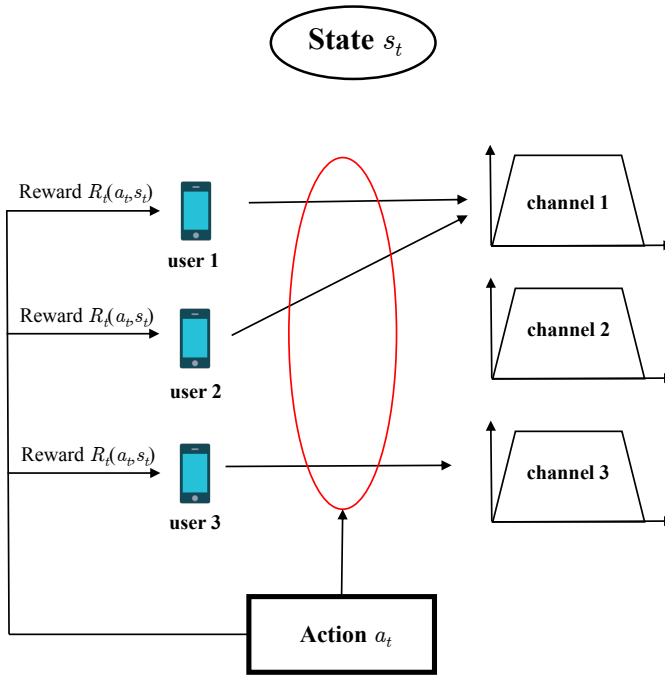 State s_t
Reward R_t(a_t,s_t)
user 1
channel 1
Reward R_t(a_t,s_t)
user 2
channel 2
Reward R_t(a_t,s_t)
user 3
channel 3
Action a_t